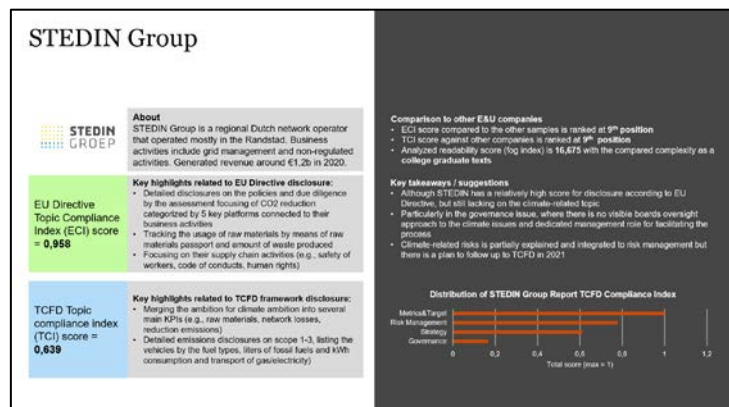 STEDIN Group
STEDIN
GROEP
About
STEDIN Group is a regional Dutch network operator
that operated mostly in the Randstad. Business
activities include grid management and non-regulated
activities. Generated revenue around €1,2b in 2020.
EU Directive
Topic Compliance
Index (ECI) score
= 0,958
Key highlights related to EU Directive disclosure:
• Detailed disclosures on the policies and due diligence
by the assessment focusing of CO2 reduction
categorized by 5 key platforms connected to their
business activities
• Tracking the usage of raw materials by means of raw
materials passport and amount of waste produced
• Focusing on their supply chain activities (e.g., safety of
workers, code of conducts, human rights)
TCFD Topic
compliance index
(TCI) score =
0,639
Key highlights related to TCFD framework disclosure:
• Merging the ambition for climate ambition into several
main KPIs (e.g., raw materials, network losses,
reduction emissions)
• Detailed emissions disclosures on scope 1-3, listing the
vehicles by the fuel types, liters of fossil fuels and kWh
consumption and transport of gas/electricity)
Comparison to other E&U companies
• ECI score compared to the other samples is ranked at 9th position
• TCI score against other companies is ranked at 9th position
• Analyzed readability score (fog index) is 16,675 with the compared complexity as a
college graduate texts
Key takeaways / suggestions
• Although STEDIN has a relatively high score for disclosure according to EU
Directive, but still lacking on the climate-related topic
• Particularly in the governance issue, where there is no visible boards oversight
approach to the climate issues and dedicated management role for facilitating the
process
• Climate-related risks is partially explained and integrated to risk management but
there is a plan to follow up to TCFD in 2021
Distribution of STEDIN Group Report TCFD Compliance Index
Metrics&Target
Risk Management
Strategy
Governance
0 0,2 0,4 0,6 0,8 1 1,2
Total score (max = 1)